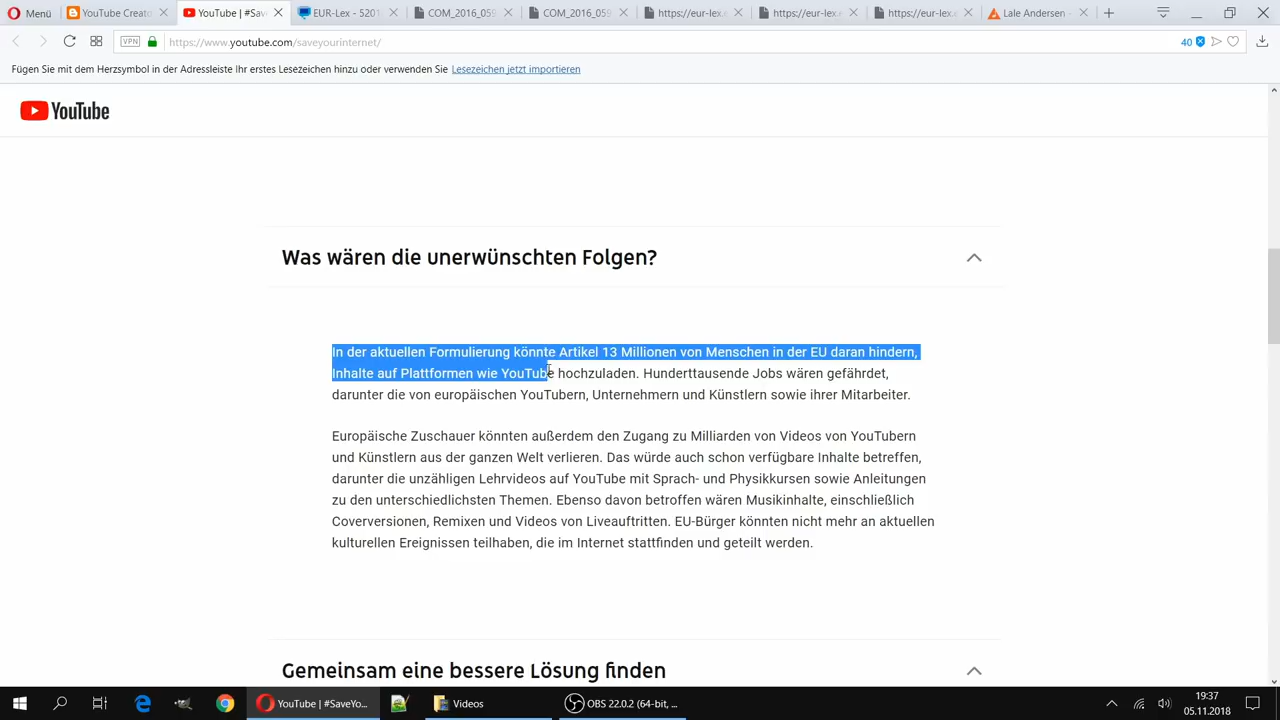 Menü
YouTube Creato
YouTube | #Sav
EUR-Lex - 5201
COM_2016_059
COM_2016_059
https://eur-lex.e
https://eur-lex.e
https://eur-lex.e
Lale Andersen -
VPN
https://www.youtube.com/saveyourinternet/
40
Fügen Sie mit dem Herzsymbol in der Adressleiste Ihr erstes Lesezeichen hinzu oder verwenden Sie Lesezeichen jetzt importieren
YouTube
Was wären die unerwünschten Folgen?
In der aktuellen Formulierung könnte Artikel 13 Millionen von Menschen in der EU daran hindern,
Inhalte auf Plattformen wie YouTube hochzuladen. Hunderttausende Jobs wären gefährdet,
darunter die von europäischen YouTubern, Unternehmern und Künstlern sowie ihrer Mitarbeiter.
Europäische Zuschauer könnten außerdem den Zugang zu Milliarden von Videos von YouTubern
und Künstlern aus der ganzen Welt verlieren. Das würde auch schon verfügbare Inhalte betreffen,
darunter die unzähligen Lehrvideos auf YouTube mit Sprach- und Physikkursen sowie Anleitungen
zu den unterschiedlichsten Themen. Ebenso davon betroffen wären Musikinhalte, einschließlich
Coverversionen, Remixen und Videos von Liveauftritten. EU-Bürger könnten nicht mehr an aktuellen
kulturellen Ereignissen teilhaben, die im Internet stattfinden und geteilt werden.
Gemeinsam eine bessere Lösung finden
YouTube | #SaveYo...
Videos
OBS 22.0.2 (64-bit, ...
19:37
05.11.2018